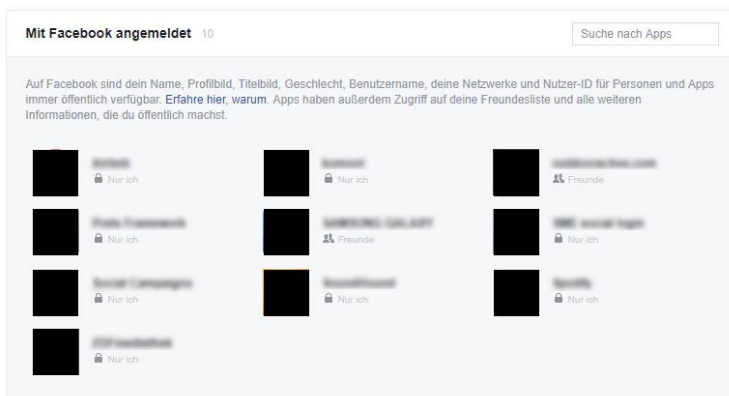 Mit Facebook angemeldet 10
Suche nach Apps
Auf Facebook sind dein Name, Profilbild, Titelbild, Geschlecht, Benutzername, deine Netzwerke und Nutzer-ID für Personen und Apps
immer öffentlich verfügbar. Erfahre hier, warum. Apps haben außerdem Zugriff auf deine Freundesliste und alle weiteren
Informationen, die du öffentlich machst.
Nur ich
Nur ich
Freunde
Nur ich
Freunde
Nur ich
Nur ich
Nur ich
Nur ich
Nur ich